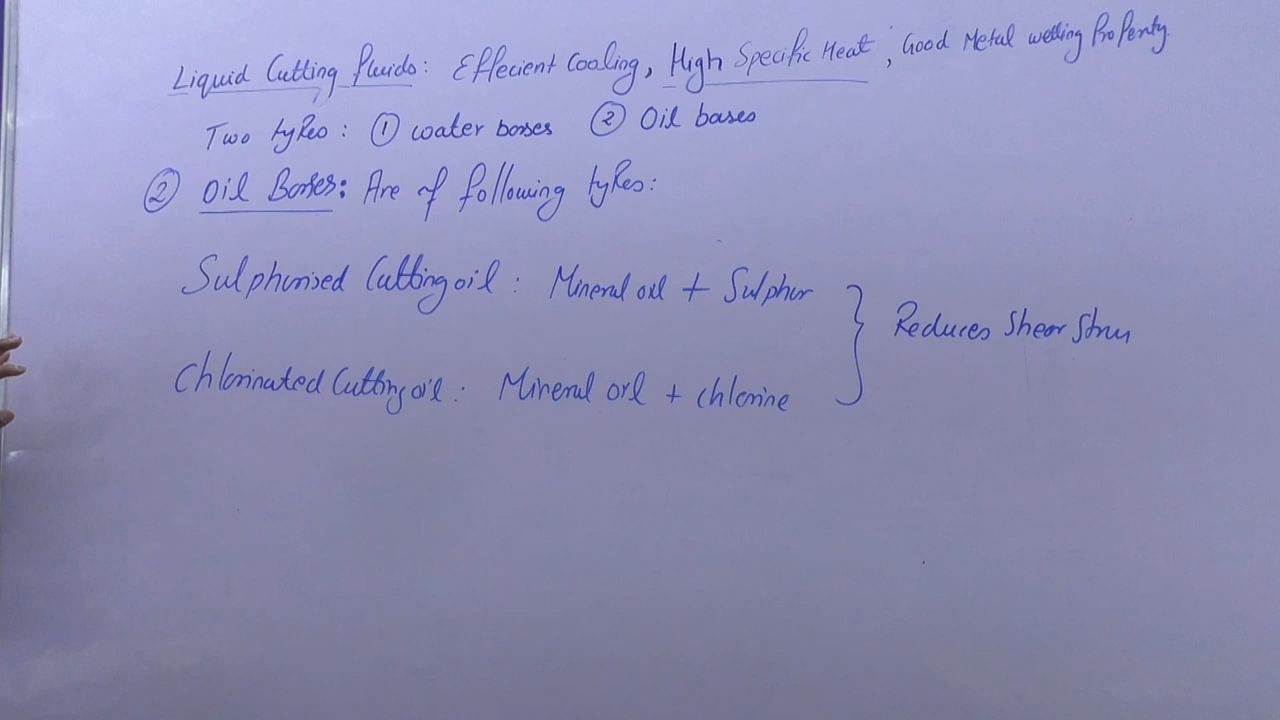 Liquid Cutting fluids: Effecient Cooling, High Specific Heat, Good Metal wetting Property.
Two types: ① water bases ② Oil bases
② Oil Bases: Are of following types:
Sulphurised Cutting oil: Mineral oil + Sulphur
Reduces Shear Stress
Chlorinated Cutting oil: Mineral oil + chlorine